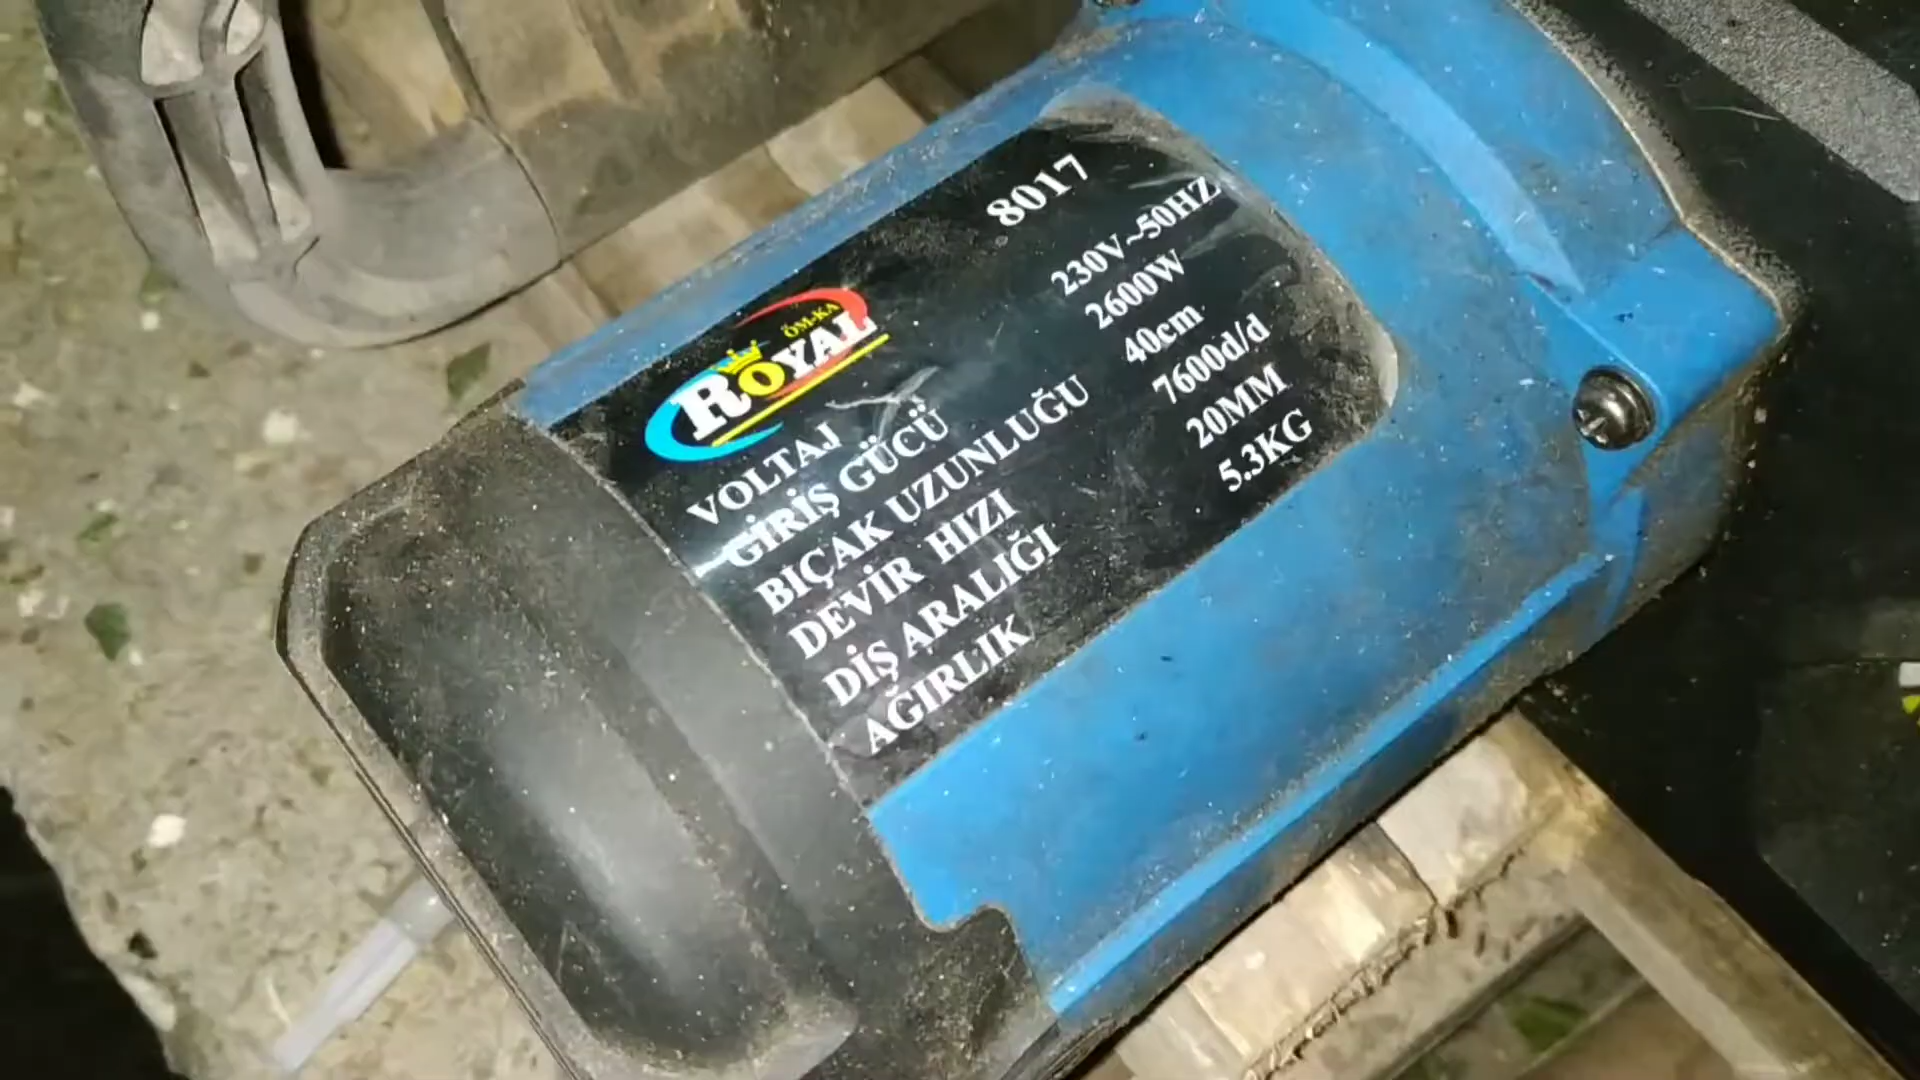 8017
ÖM-KA
ROYAL
VOLTAJ 230V~50HZ
GİRİŞ GÜCÜ 2600W
BIÇAK UZUNLUĞU 40cm
DEVİR HIZI 7600d/d
DİŞ ARALIĞI 20MM
AĞIRLIK 5.3KG